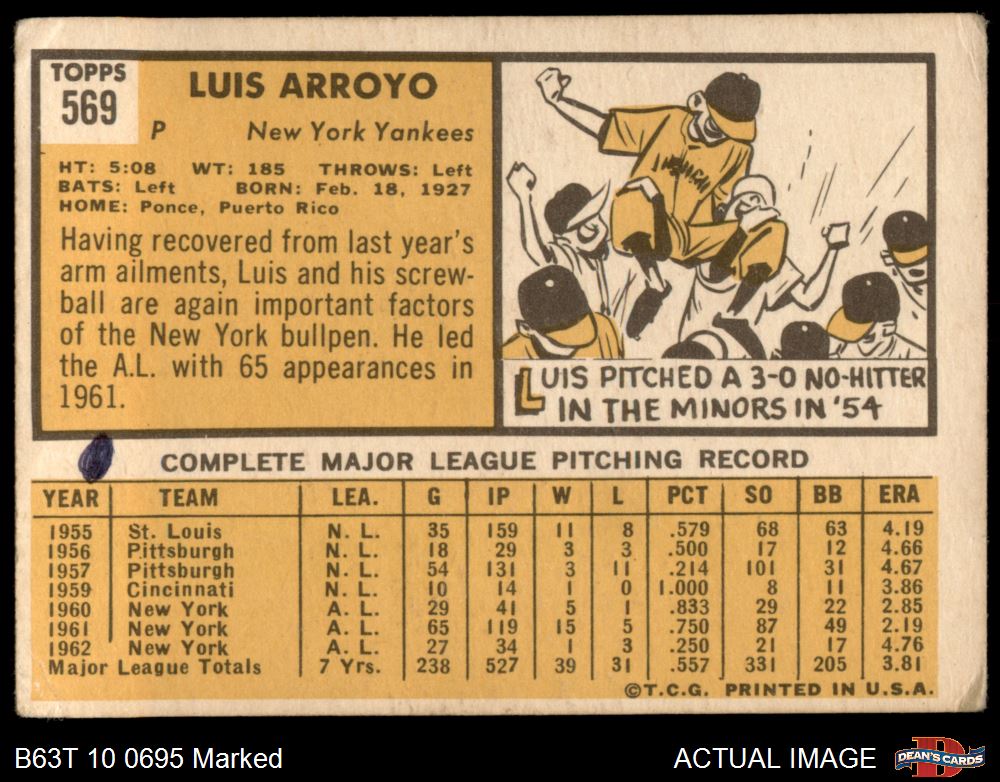 TOPPS
569
LUIS ARROYO
P New York Yankees
HT: 5:08 WT: 185 THROWS: Left
BATS: Left BORN: Feb. 18, 1927
HOME: Ponce, Puerto Rico
Having recovered from last year's
arm ailments, Luis and his screw-
ball are again important factors
of the New York bullpen. He led
the A.L. with 65 appearances in
1961.
LUIS PITCHED A 3-0 NO-HITTER
IN THE MINORS IN '54
COMPLETE MAJOR LEAGUE PITCHING RECORD
YEAR TEAM LEA. G IP W L PCT SO BB ERA
1955 St. Louis N. L. 35 159 11 8 .579 68 63 4.19
1956 Pittsburgh N. L. 18 29 3 3 .500 17 12 4.66
1957 Pittsburgh N. L. 54 131 3 11 .214 101 31 4.67
1959 Cincinnati N. L. 10 14 1 0 1.000 8 11 3.86
1960 New York A. L. 29 41 5 1 .833 29 22 2.85
1961 New York A. L. 65 119 15 5 .750 87 49 2.19
1962 New York A. L. 27 34 1 3 .250 21 17 4.76
Major League Totals 7 Yrs. 238 527 39 31 .557 331 205 3.81
©T.C.G. PRINTED IN U.S.A.
B63T 10 0695 Marked
ACTUAL IMAGE
D
DEAN'S CARDS